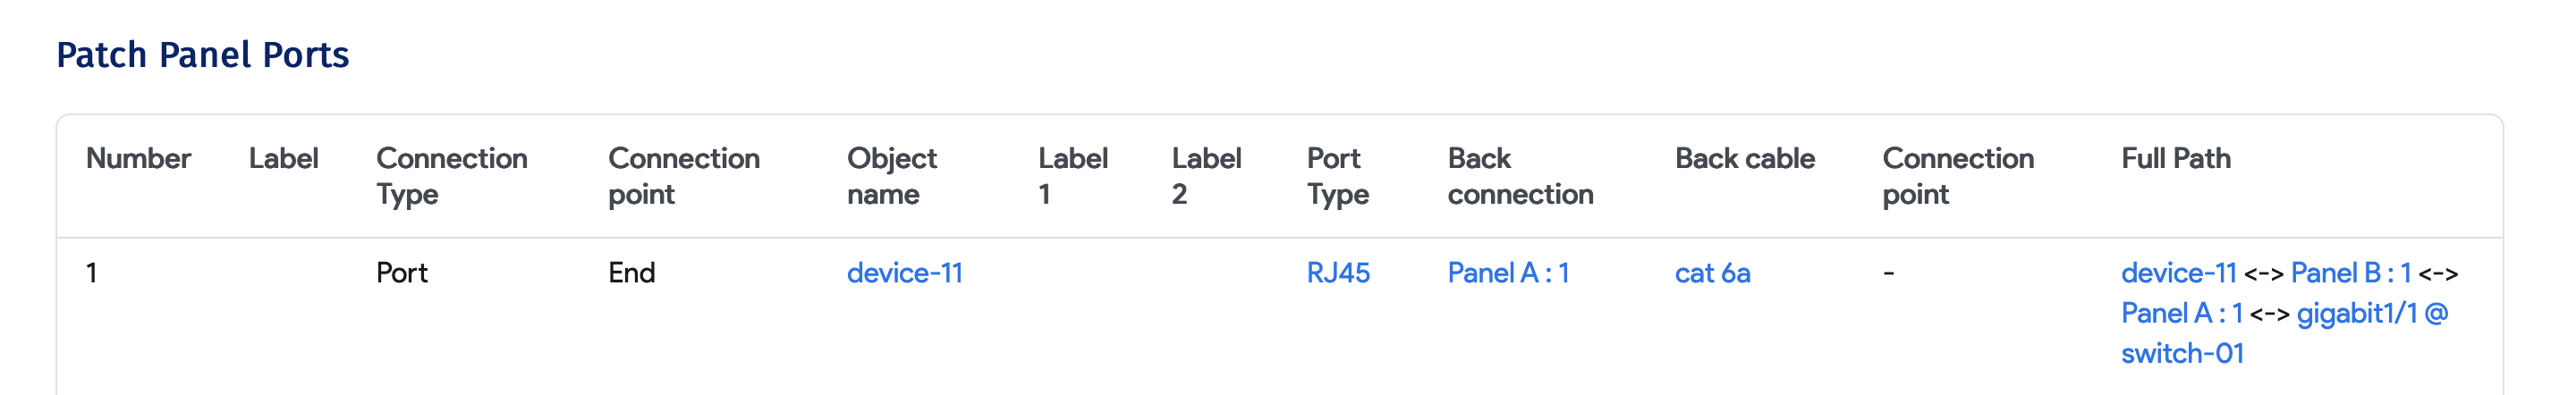 Patch Panel Ports
Number Label Connection Type Connection point Object name Label 1 Label 2 Port Type Back connection Back cable Connection point Full Path
1 Port End device-11 RJ45 Panel A : 1 cat 6a - device-11 <-> Panel B : 1 <->
Panel A : 1 <-> gigabit1/1 @
switch-01